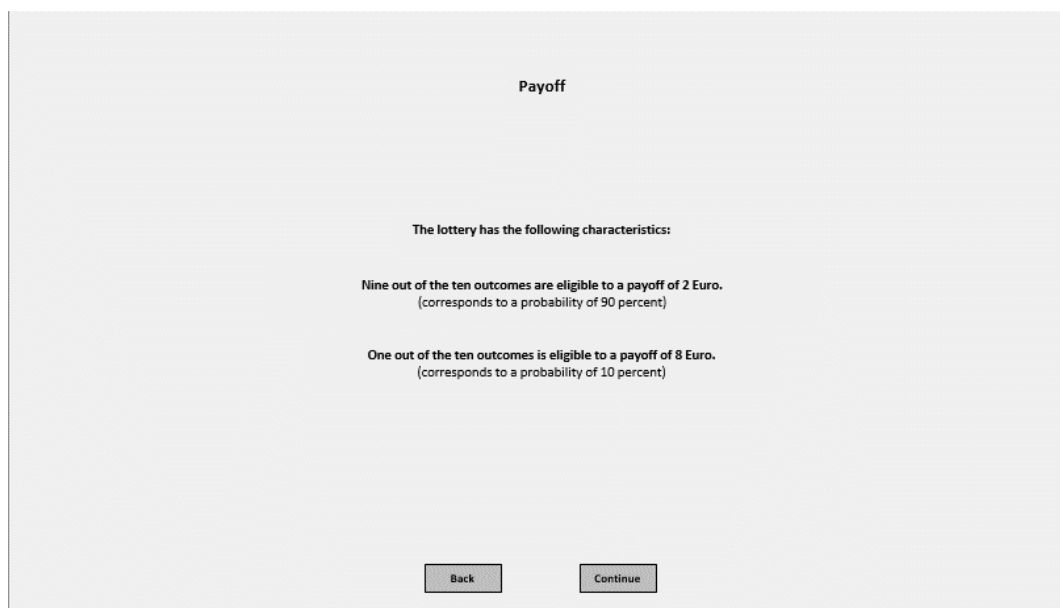 Payoff
The lottery has the following characteristics:
Nine out of the ten outcomes are eligible to a payoff of 2 Euro.
(corresponds to a probability of 90 percent)
One out of the ten outcomes is eligible to a payoff of 8 Euro.
(corresponds to a probability of 10 percent)
Back
Continue